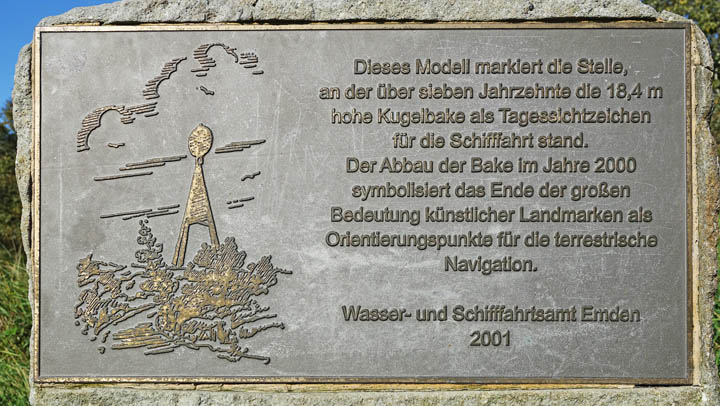 Dieses Modell markiert die Stelle,
an der über sieben Jahrzehnte die 18,4 m
hohe Kugelbake als Tagessichtzeichen
für die Schifffahrt stand.
Der Abbau der Bake im Jahre 2000
symbolisiert das Ende der großen
Bedeutung künstlicher Landmarken als
Orientierungspunkte für die terrestrische
Navigation.
Wasser- und Schifffahrtsamt Emden
2001